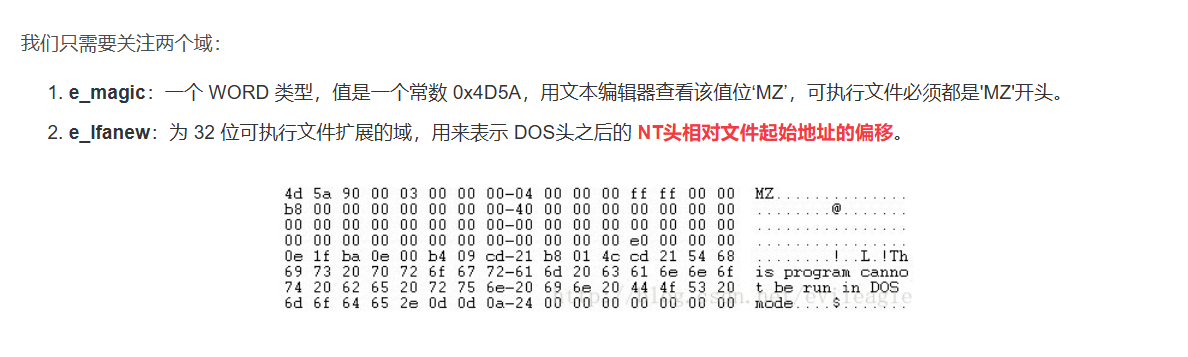 我们只需要关注两个域：
1. e_magic：一个 WORD 类型，值是一个常数 0x4D5A，用文本编辑器查看该值位‘MZ’，可执行文件必须都是'MZ'开头。
2. e_lfanew：为 32 位可执行文件扩展的域，用来表示 DOS头之后的 NT头相对文件起始地址的偏移。
4d 5a 90 00 03 00 00 00-04 00 00 00 ff ff 00 00 MZ..............
b8 00 00 00 00 00 00 00-40 00 00 00 00 00 00 00 ........@.......
00 00 00 00 00 00 00 00-00 00 00 00 00 00 00 00 ................
00 00 00 00 00 00 00 00-00 00 00 00 e0 00 00 00 ................
0e 1f ba 0e 00 b4 09 cd-21 b8 01 4c cd 21 54 68 ........!..L.!Th
69 73 20 70 72 6f 67 72-61 6d 20 63 61 6e 6e 6f is program canno
74 20 62 65 20 72 75 6e-20 69 6e 20 44 4f 53 20 t be run in DOS
6d 6f 64 65 2e 0d 0d 0a-24 00 00 00 00 00 00 00 mode....$.......
http://blog.csdn.net/evileagle